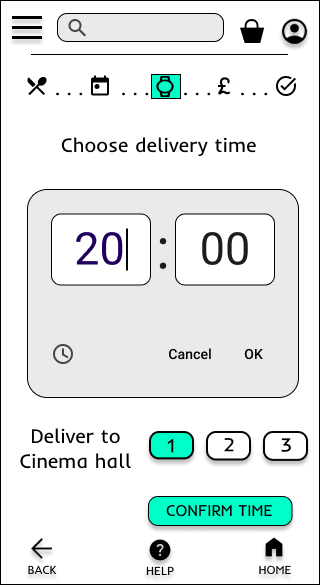 . . . . . . . . . £ . . .
Choose delivery time
20 : 00
Cancel OK
Deliver to
Cinema hall
1 2 3
CONFIRM TIME
BACK HELP HOME